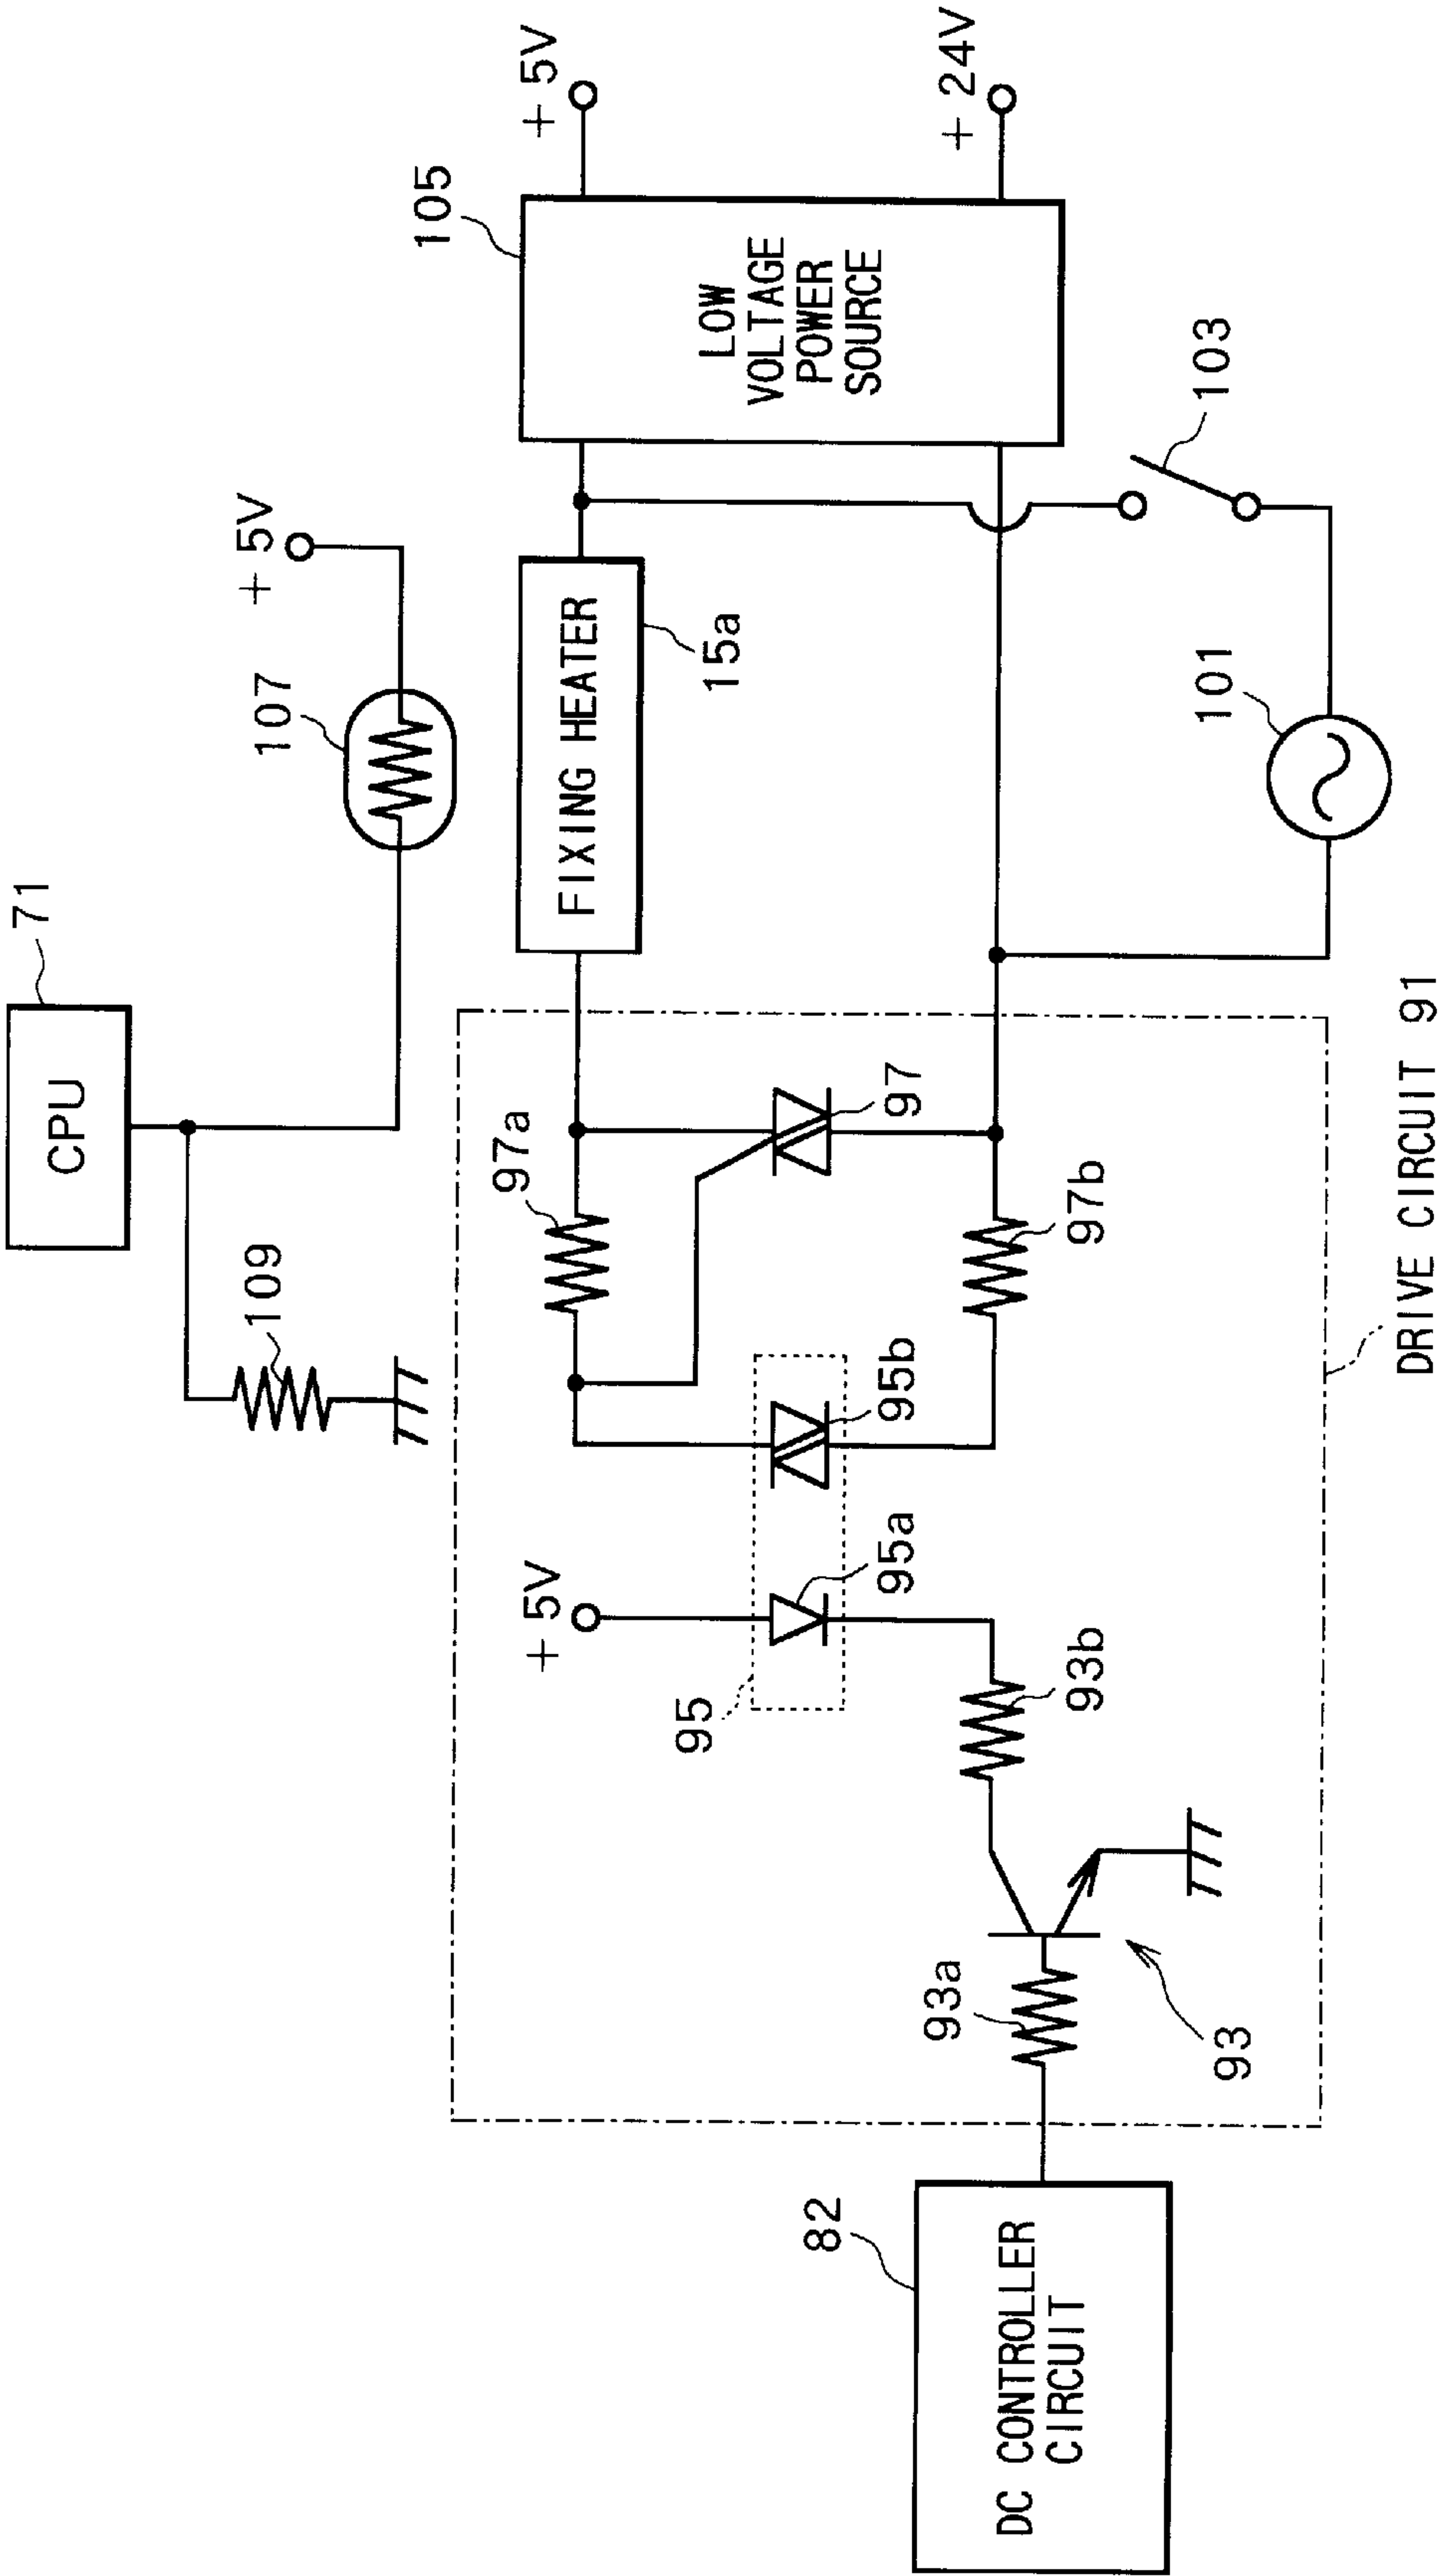 CPU
71
109
107
+ 5V
105
+ 5V
+ 24V
LOW
VOLTAGE
POWER
SOURCE
FIXING HEATER
15a
103
101
97a
97
97b
95b
95a
95
+ 5V
93b
93a
93
82
DC CONTROLLER
CIRCUIT
DRIVE CIRCUIT 91